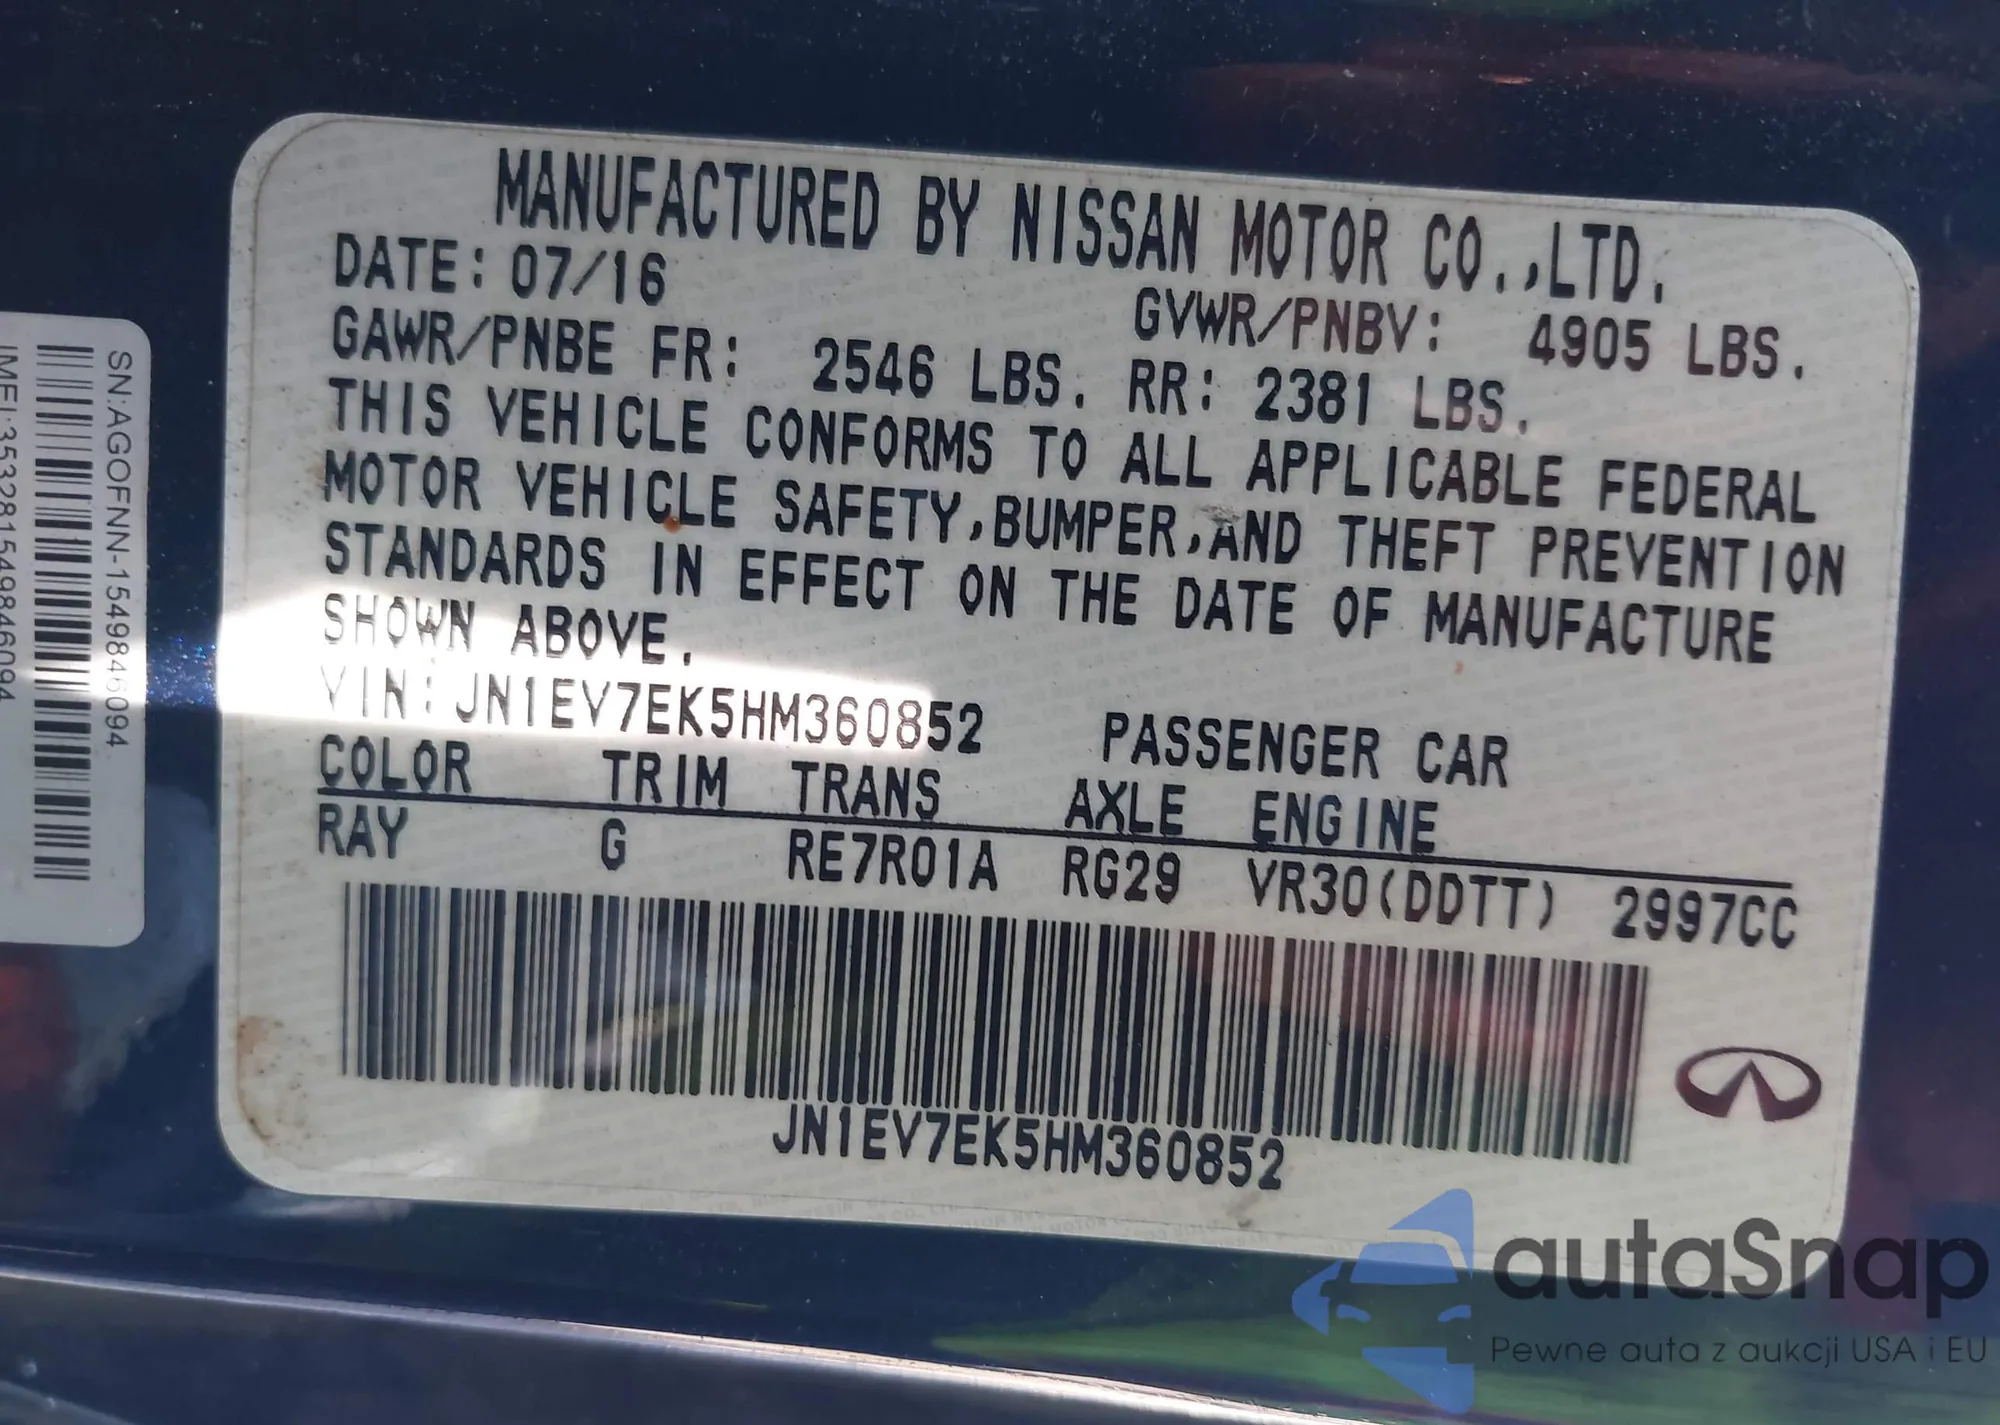 MANUFACTURED BY NISSAN MOTOR CO.,LTD.
DATE: 07/16 GVWR/PNBV: 4905 LBS.
GAWR/PNBE FR: 2546 LBS. RR: 2381 LBS.
THIS VEHICLE CONFORMS TO ALL APPLICABLE FEDERAL
MOTOR VEHICLE SAFETY,BUMPER,AND THEFT PREVENTION
STANDARDS IN EFFECT ON THE DATE OF MANUFACTURE
SHOWN ABOVE.
VIN: JN1EV7EK5HM360852 PASSENGER CAR
COLOR TRIM TRANS AXLE ENGINE
RAY G RE7R01A RG29 VR30(DDTT) 2997CC
JN1EV7EK5HM360852
SN:AGOFNN-1549846094
IMEI:353281549846094
autaSnap
Pewne auta z aukcji USA i EU